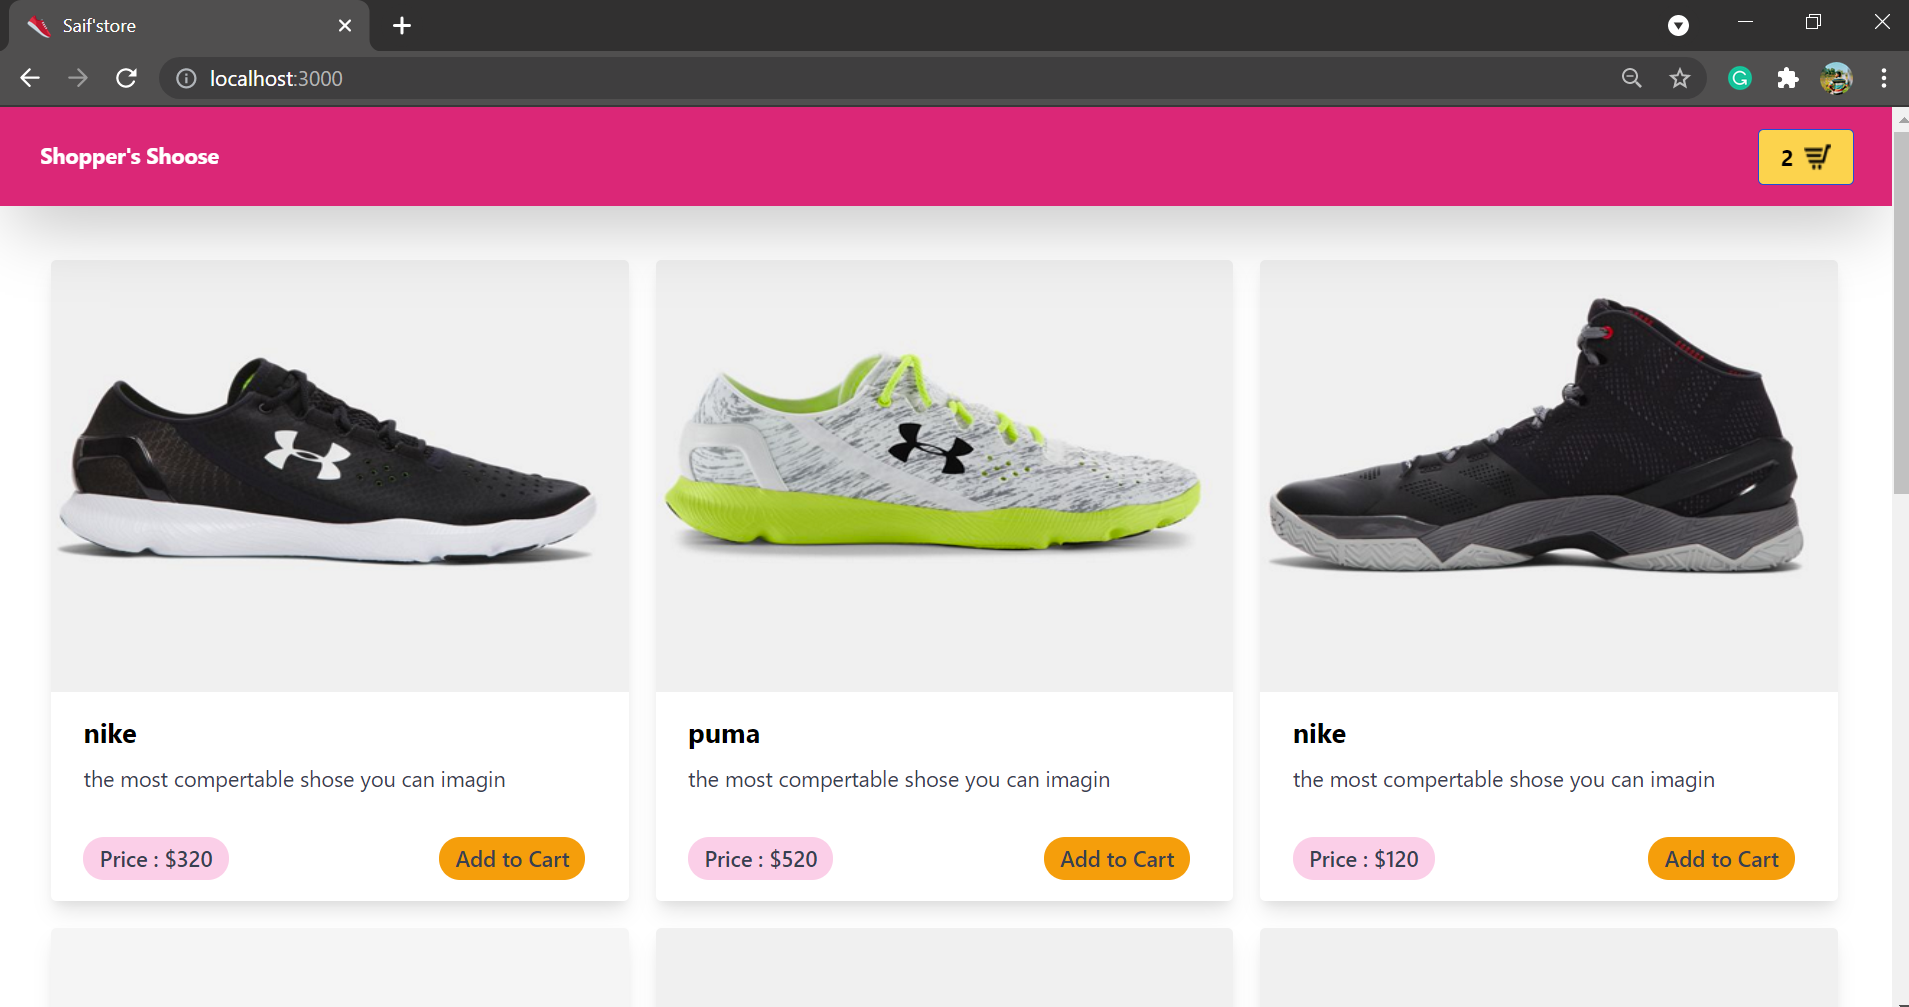 Saif'store
localhost:3000
Shopper's Shoose
2
nike
the most compertable shose you can imagin
Price : $320
Add to Cart
puma
the most compertable shose you can imagin
Price : $520
Add to Cart
nike
the most compertable shose you can imagin
Price : $120
Add to Cart